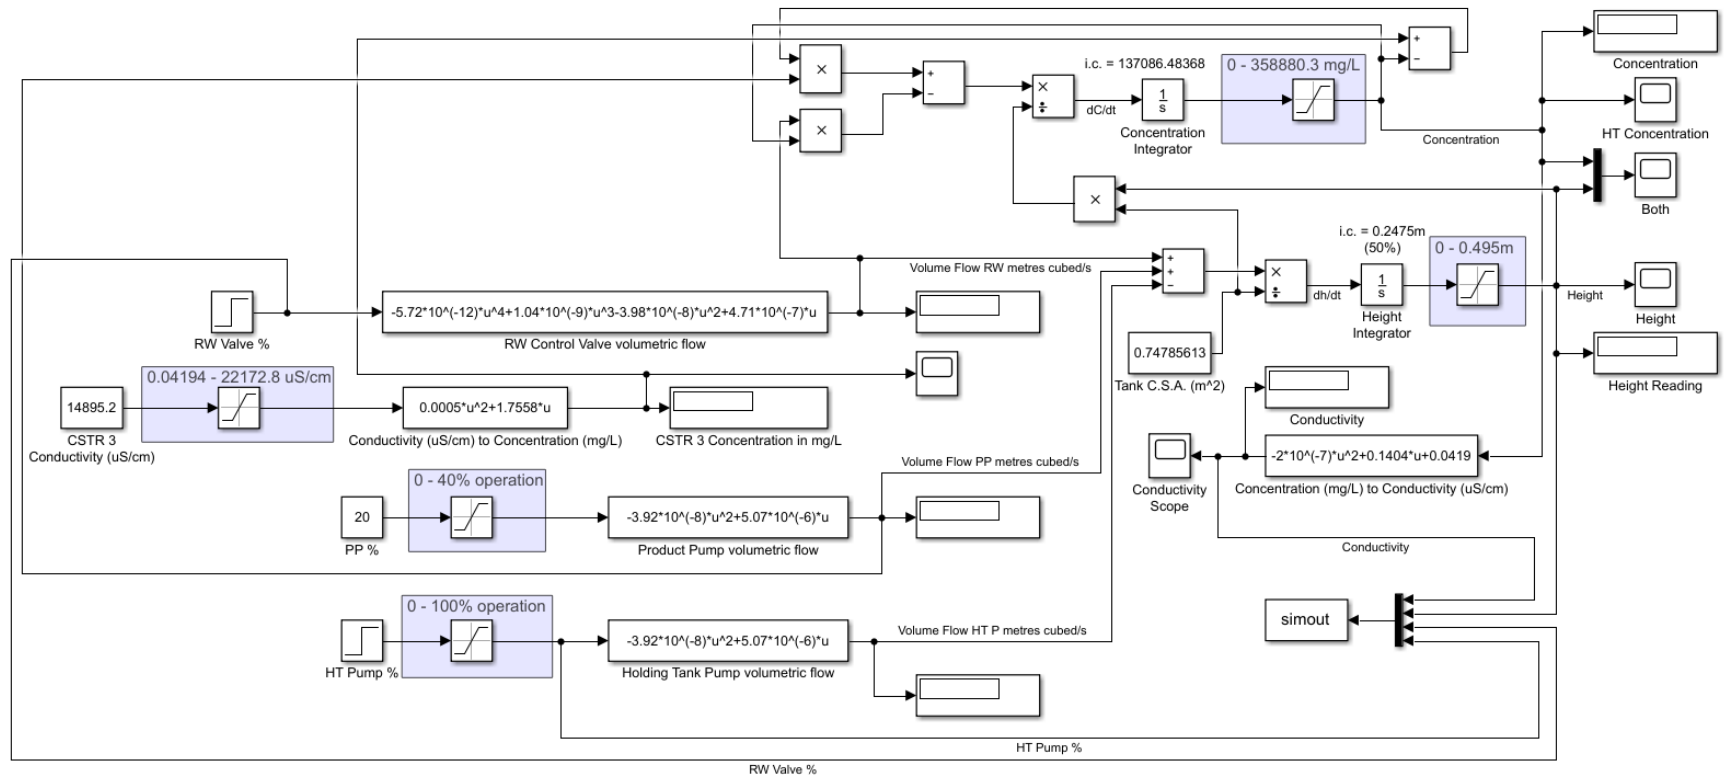 +
−
Concentration
×
+
−
×
÷
dC/dt
i.c. = 137086.48368
1
s
Concentration
Integrator
0 - 358880.3 mg/L
Concentration
HT Concentration
×
×
Both
i.c. = 0.2475m
(50%)
0 - 0.495m
Volume Flow RW metres cubed/s
+
+
−
×
÷
dh/dt
1
s
Height
Integrator
Height
Height
RW Valve %
-5.72*10^(-12)*u^4+1.04*10^(-9)*u^3-3.98*10^(-8)*u^2+4.71*10^(-7)*u
RW Control Valve volumetric flow
0.74785613
Tank C.S.A. (m^2)
Height Reading
0.04194 - 22172.8 uS/cm
14895.2
CSTR 3
Conductivity (uS/cm)
0.0005*u^2+1.7558*u
Conductivity (uS/cm) to Concentration (mg/L)
CSTR 3 Concentration in mg/L
Conductivity
Conductivity
Scope
-2*10^(-7)*u^2+0.1404*u+0.0419
Concentration (mg/L) to Conductivity (uS/cm)
Volume Flow PP metres cubed/s
0 - 40% operation
20
PP %
-3.92*10^(-8)*u^2+5.07*10^(-6)*u
Product Pump volumetric flow
Conductivity
0 - 100% operation
HT Pump %
-3.92*10^(-8)*u^2+5.07*10^(-6)*u
Holding Tank Pump volumetric flow
Volume Flow HT P metres cubed/s
simout
HT Pump %
RW Valve %